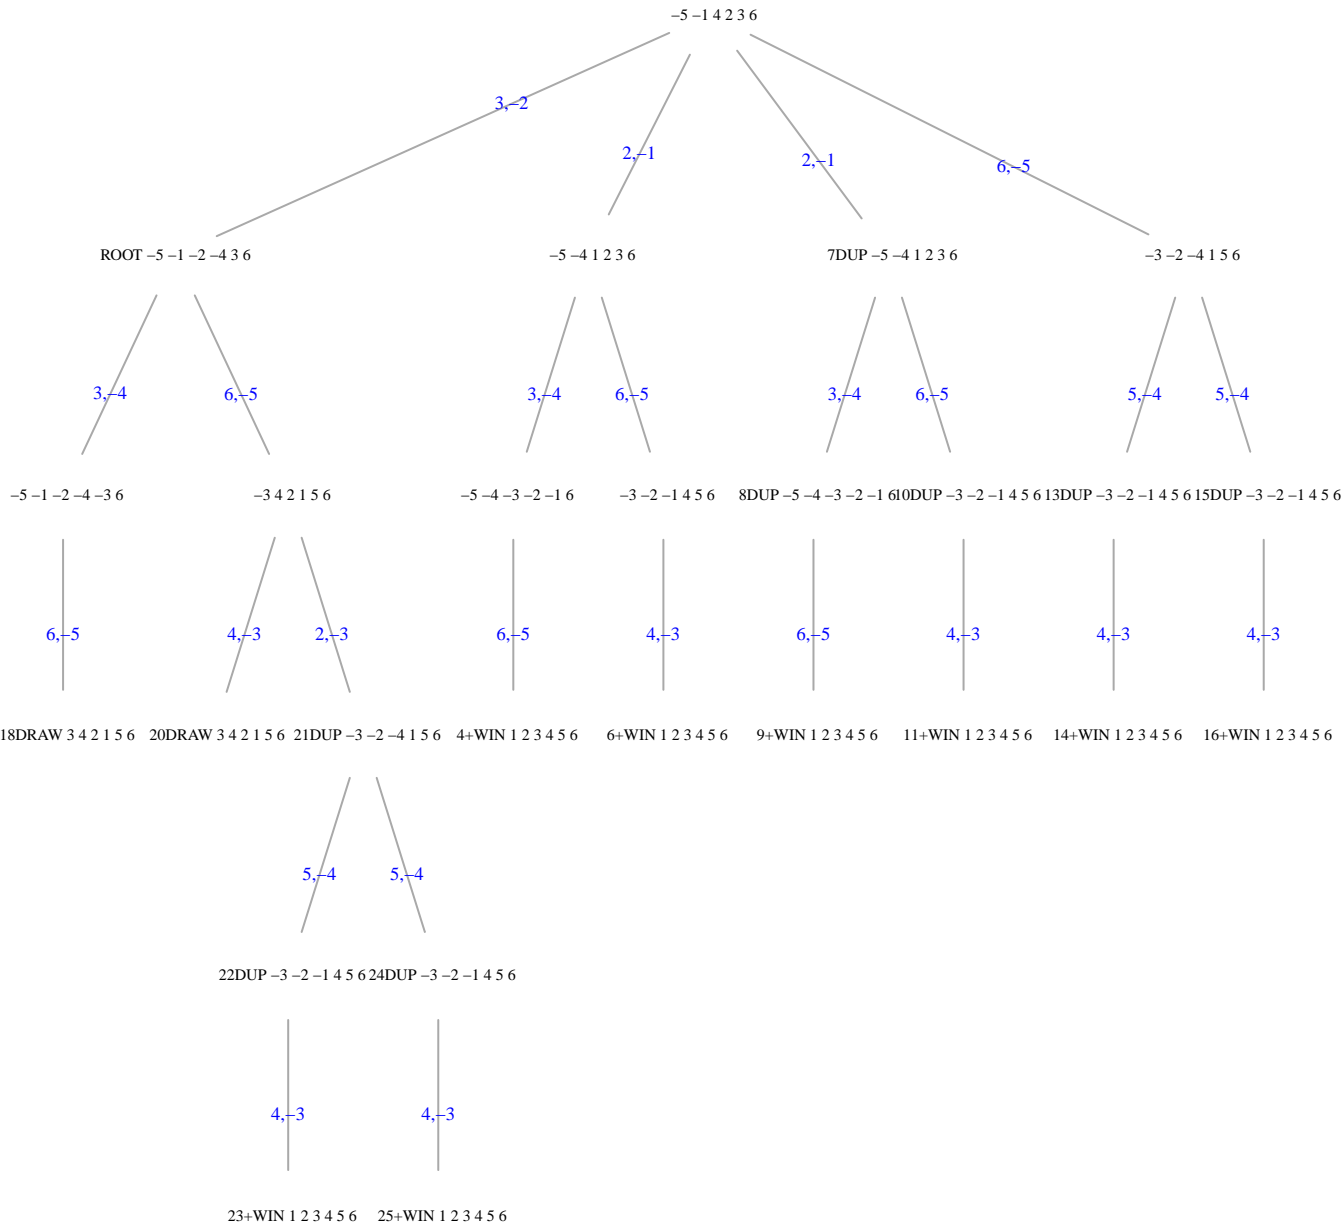 −5 −1 4 2 3 6
3,−2
2,−1
2,−1
6,−5
ROOT −5 −1 −2 −4 3 6
−5 −4 1 2 3 6
7DUP −5 −4 1 2 3 6
−3 −2 −4 1 5 6
3,−4
6,−5
3,−4
6,−5
3,−4
6,−5
5,−4
5,−4
−5 −1 −2 −4 −3 6
−3 4 2 1 5 6
−5 −4 −3 −2 −1 6
−3 −2 −1 4 5 6
8DUP −5 −4 −3 −2 −1 6
10DUP −3 −2 −1 4 5 6
13DUP −3 −2 −1 4 5 6
15DUP −3 −2 −1 4 5 6
6,−5
4,−3
2,−3
6,−5
4,−3
6,−5
4,−3
4,−3
4,−3
18DRAW 3 4 2 1 5 6
20DRAW 3 4 2 1 5 6
21DUP −3 −2 −4 1 5 6
4+WIN 1 2 3 4 5 6
6+WIN 1 2 3 4 5 6
9+WIN 1 2 3 4 5 6
11+WIN 1 2 3 4 5 6
14+WIN 1 2 3 4 5 6
16+WIN 1 2 3 4 5 6
5,−4
5,−4
22DUP −3 −2 −1 4 5 6
24DUP −3 −2 −1 4 5 6
4,−3
4,−3
23+WIN 1 2 3 4 5 6
25+WIN 1 2 3 4 5 6